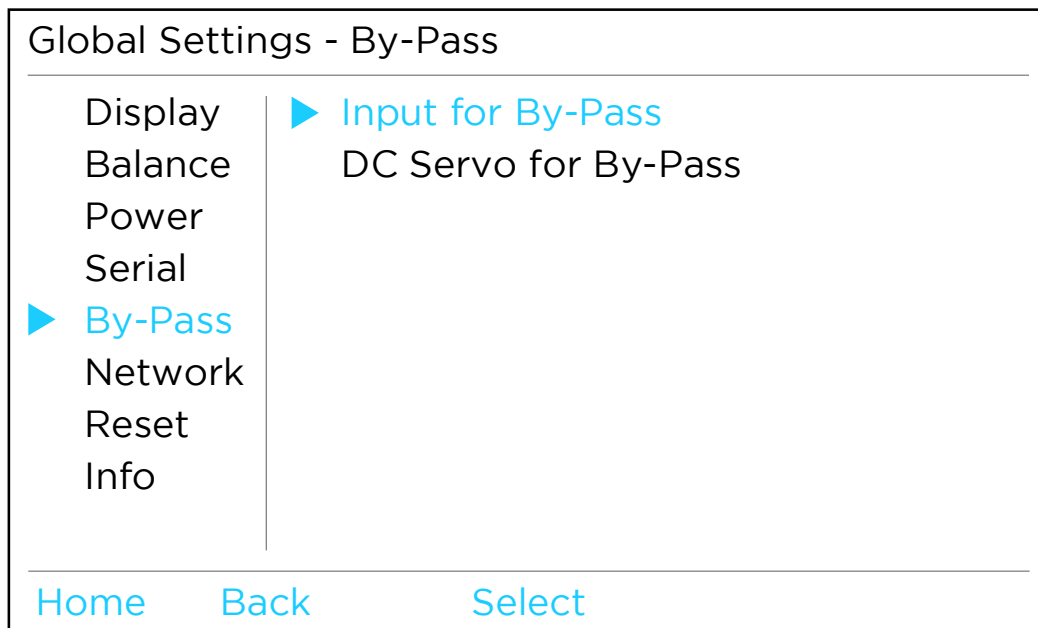 Global Settings - By-Pass
Display
Balance
Power
Serial
By-Pass
Network
Reset
Info
Input for By-Pass
DC Servo for By-Pass
Home Back Select